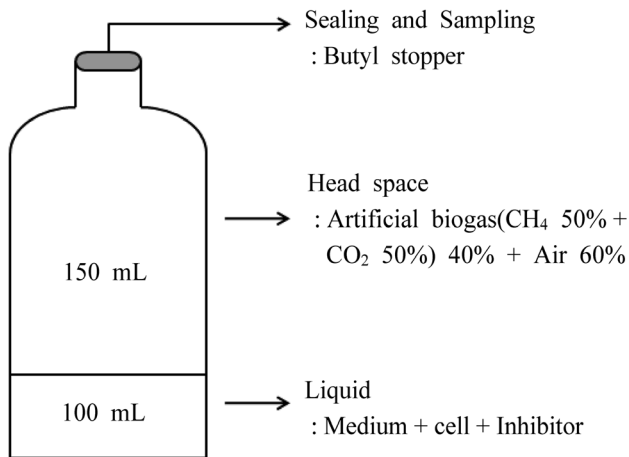 Sealing and Sampling
: Butyl stopper
Head space
: Artificial biogas(CH₄ 50% +
CO₂ 50%) 40% + Air 60%
150 mL
Liquid
100 mL
: Medium + cell + Inhibitor